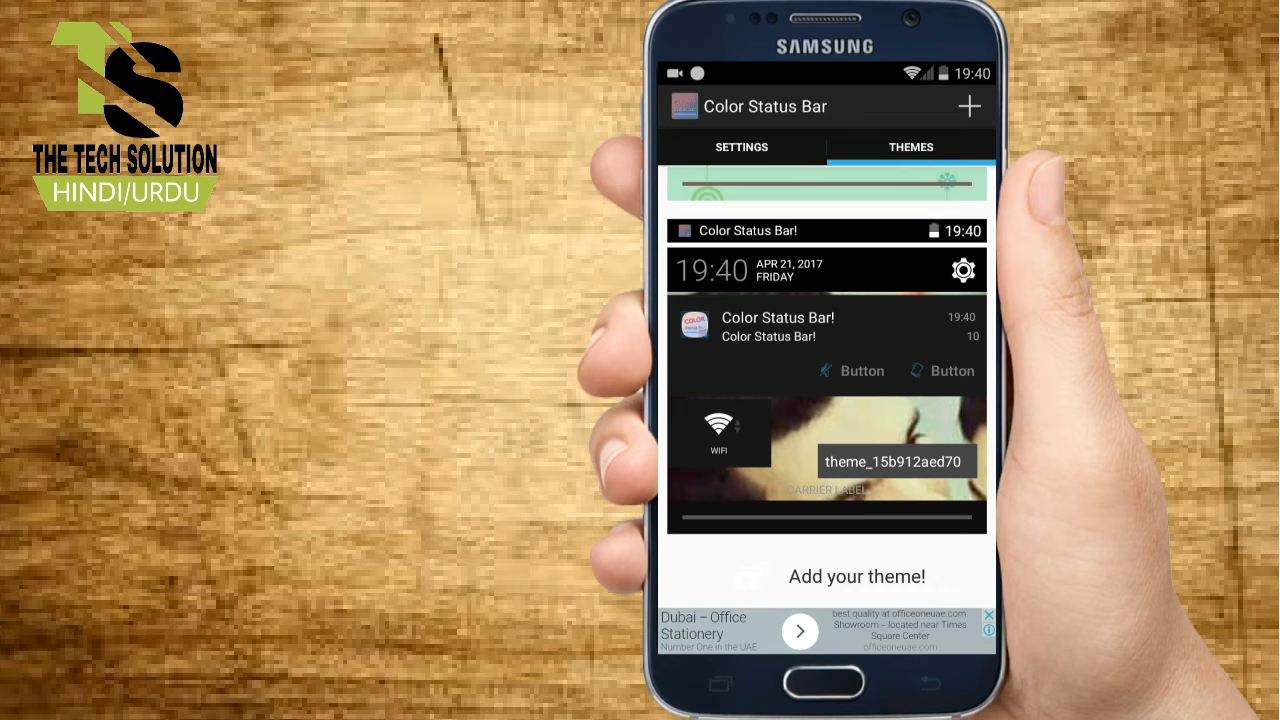 TS
THE TECH SOLUTION
HINDI/URDU
SAMSUNG
19:40
Color Status Bar
SETTINGS
THEMES
Color Status Bar!
19:40
19:40
APR 21, 2017
FRIDAY
COLOR
Color Status Bar!
19:40
Color Status Bar!
10
Button
Button
WIFI
theme_15b912aed70
CARRIER LABEL
Add your theme!
Dubai – Office
Stationery
Number One in the UAE
best quality at officeoneuae.com.
Showroom – located near Times
Square Center
officeoneuae.com